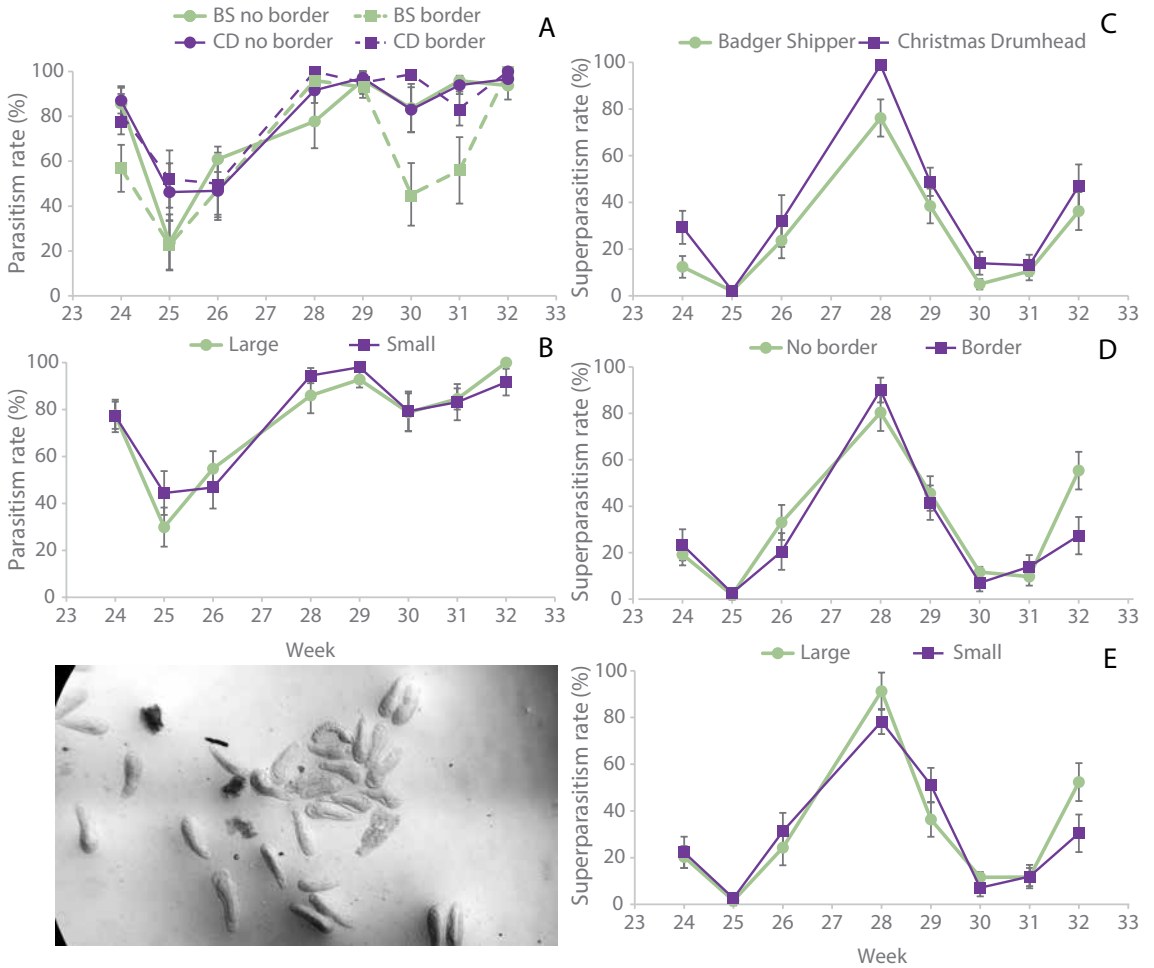 BS no border BS border
CD no border CD border
A
Parasitism rate (%)
100
80
60
40
20
0
23 24 25 26 27 28 29 30 31 32 33
Large Small
B
Parasitism rate (%)
100
80
60
40
20
0
23 24 25 26 27 28 29 30 31 32 33
Week
C
Badger Shipper Christmas Drumhead
Superparasitism rate (%)
100
80
60
40
20
0
23 24 25 26 27 28 29 30 31 32 33
D
No border Border
Superparasitism rate (%)
100
80
60
40
20
0
23 24 25 26 27 28 29 30 31 32 33
Large Small
E
Superparasitism rate (%)
100
80
60
40
20
0
23 24 25 26 27 28 29 30 31 32 33
Week